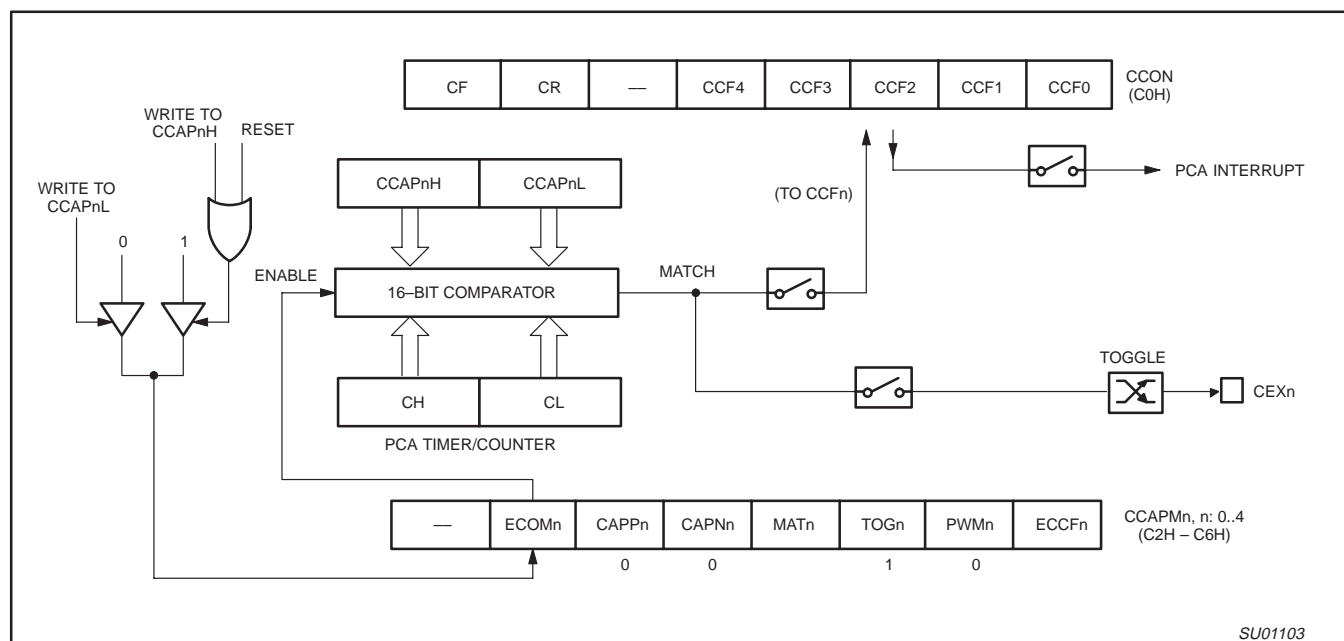 CF CR — CCF4 CCF3 CCF2 CCF1 CCF0
CCON
(C0H)
WRITE TO
CCAPnH
RESET
WRITE TO
CCAPnL
0
1
CCAPnH CCAPnL
(TO CCFn)
PCA INTERRUPT
ENABLE
16–BIT COMPARATOR
MATCH
TOGGLE
CH CL
CEXn
PCA TIMER/COUNTER
— ECOMn CAPPn CAPNn MATn TOGn PWMn ECCFn
CCAPMn, n: 0..4
(C2H – C6H)
0 0 1 0
SU01103